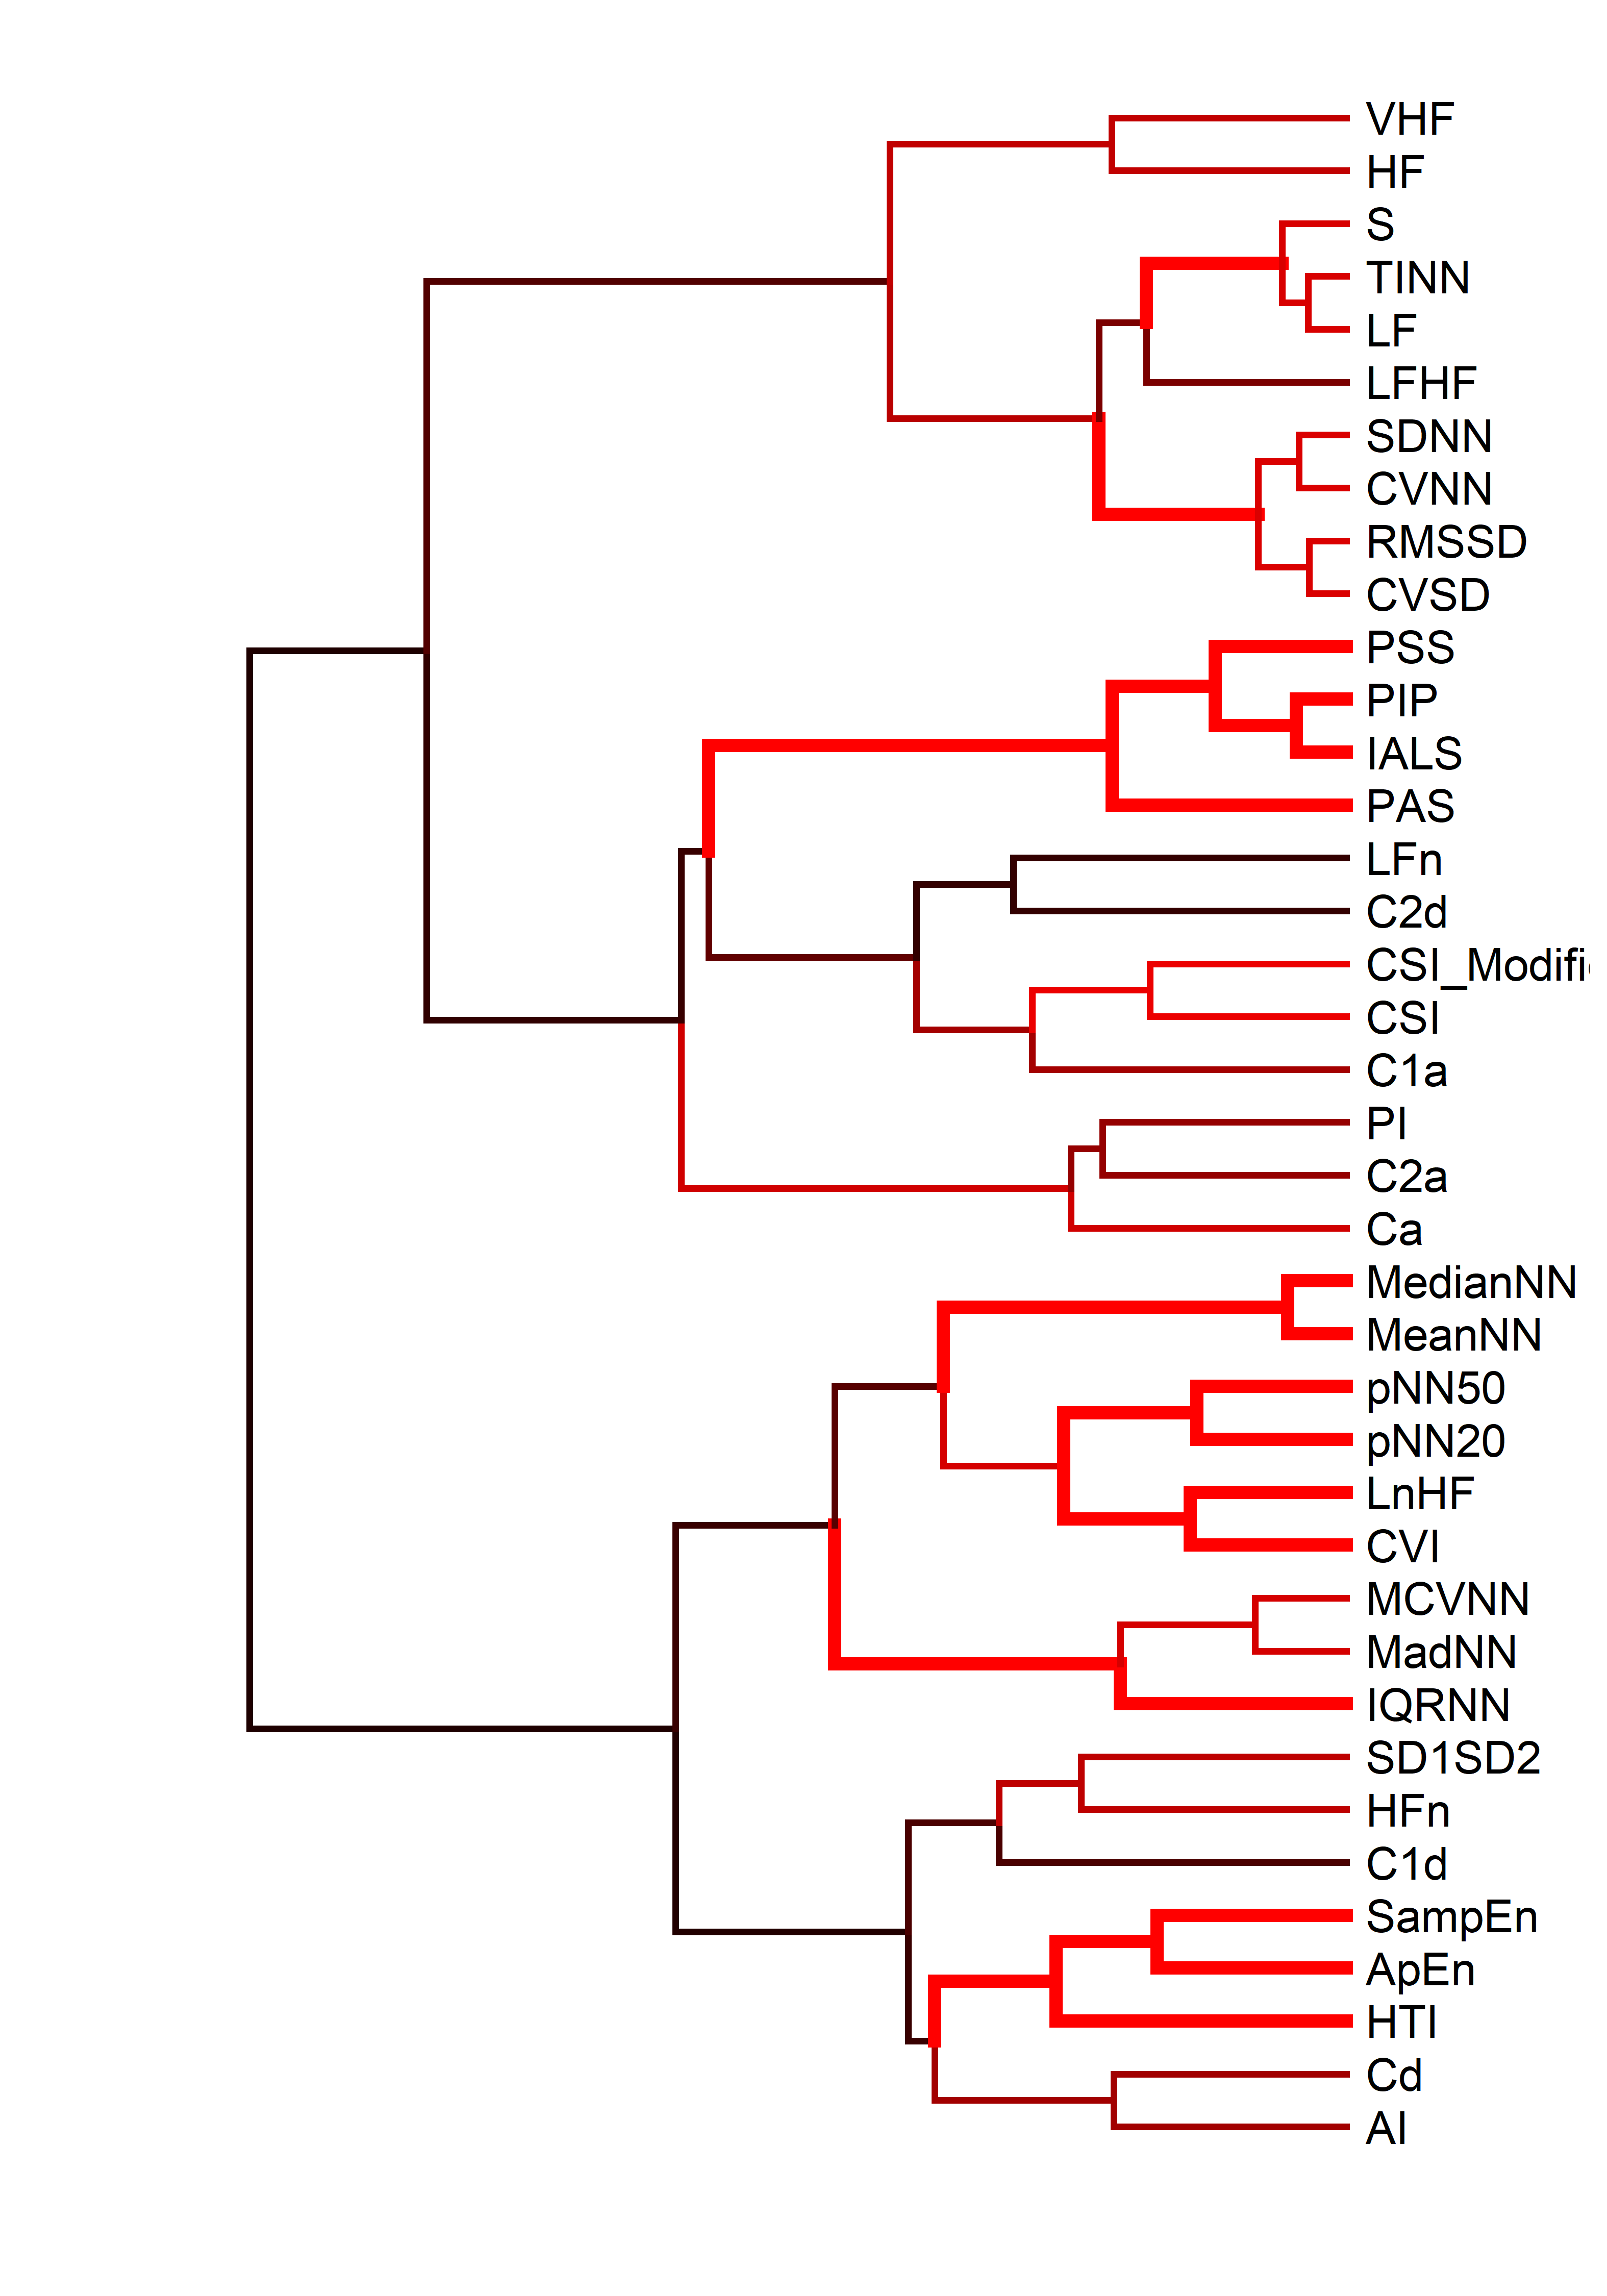 VHF
HF
S
TINN
LF
LFHF
SDNN
CVNN
RMSSD
CVSD
PSS
PIP
IALS
PAS
LFn
C2d
CSI_Modifi
CSI
C1a
PI
C2a
Ca
MedianNN
MeanNN
pNN50
pNN20
LnHF
CVI
MCVNN
MadNN
IQRNN
SD1SD2
HFn
C1d
SampEn
ApEn
HTI
Cd
AI